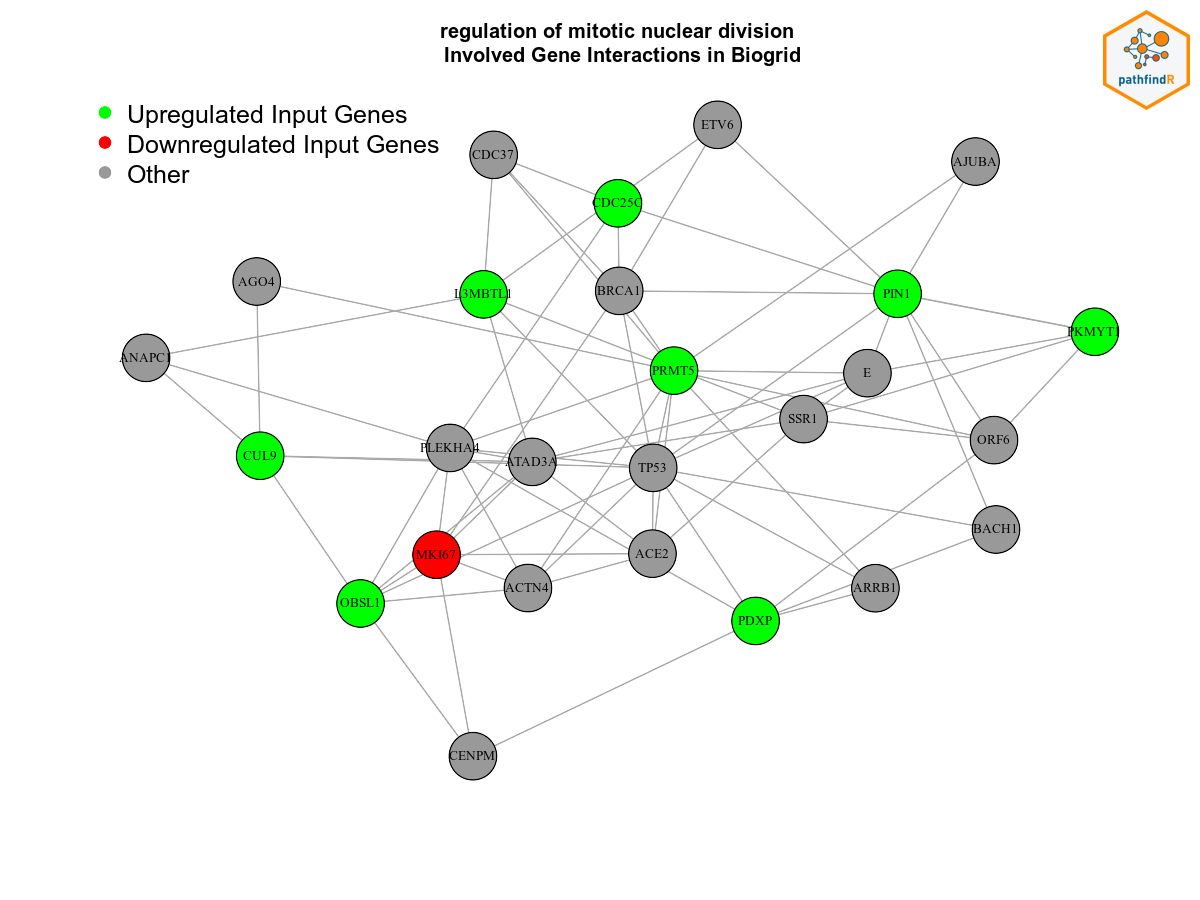 regulation of mitotic nuclear division
Involved Gene Interactions in Biogrid
pathfindR
Upregulated Input Genes
Downregulated Input Genes
Other
ETV6
CDC37
AJUBA
CDC25C
AGO4
L3MBTL1
BRCA1
PIN1
PKMYT1
ANAPC1
PRMT5
E
SSR1
ORF6
PLEKHA4
CUL9
ATAD3A
TP53
BACH1
MKI67
ACE2
ACTN4
ARRB1
OBSL1
PDXP
CENPM